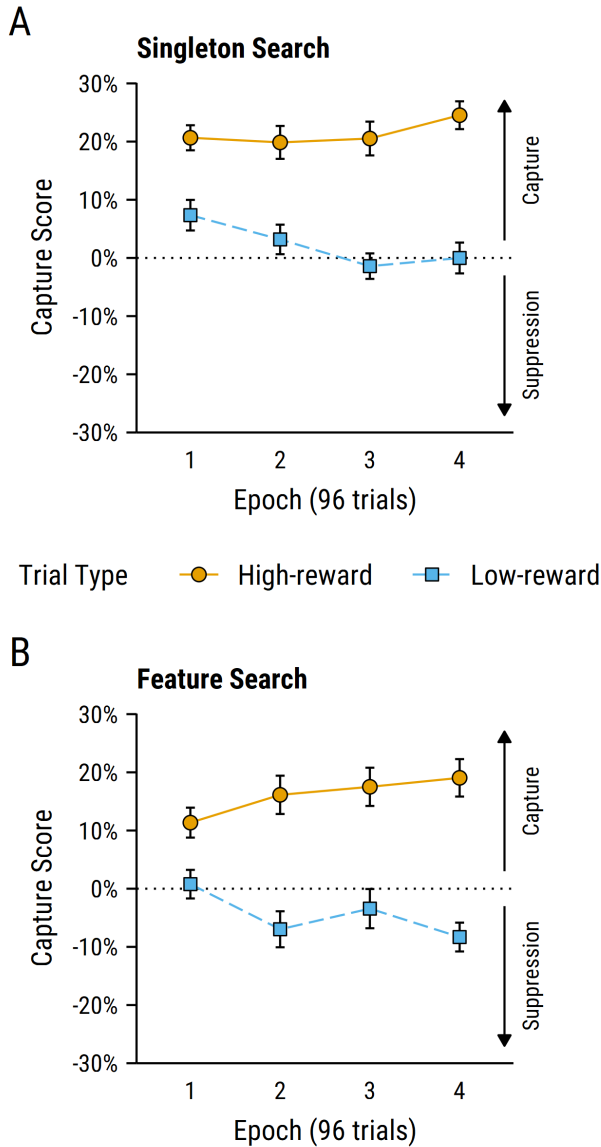 A
Singleton Search
30%
20%
10%
0%
-10%
-20%
-30%
Capture Score
Capture
Suppression
1 2 3 4
Epoch (96 trials)
Trial Type High-reward Low-reward
B
Feature Search
30%
20%
10%
0%
-10%
-20%
-30%
Capture Score
Capture
Suppression
1 2 3 4
Epoch (96 trials)